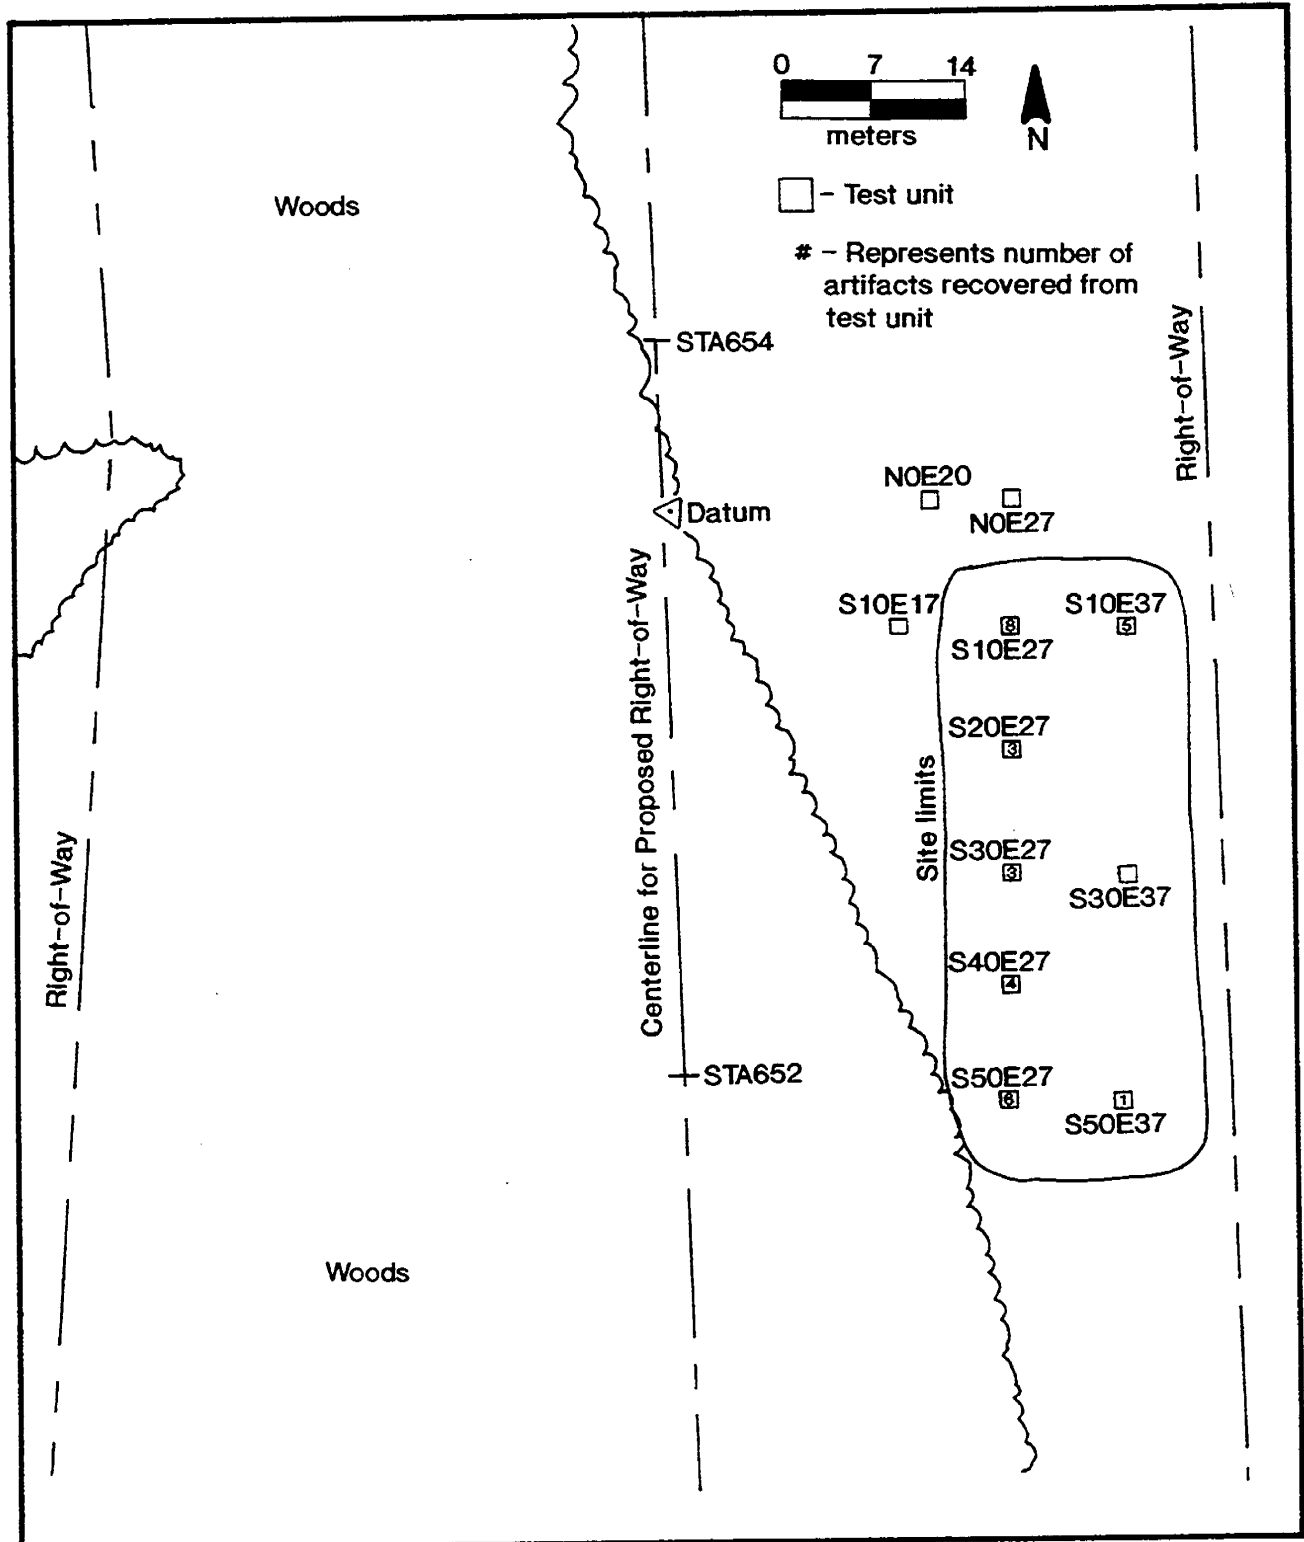 0 7 14
meters
N
- Test unit
# - Represents number of
artifacts recovered from
test unit
Woods
STA654
Right-of-Way
N0E20
N0E27
Datum
S10E17
S10E37
8
5
S10E27
Centerline for Proposed Right-of-Way
S20E27
3
Site limits
S30E27
3
S30E37
Right-of-Way
S40E27
4
STA652
S50E27
6
1
S50E37
Woods